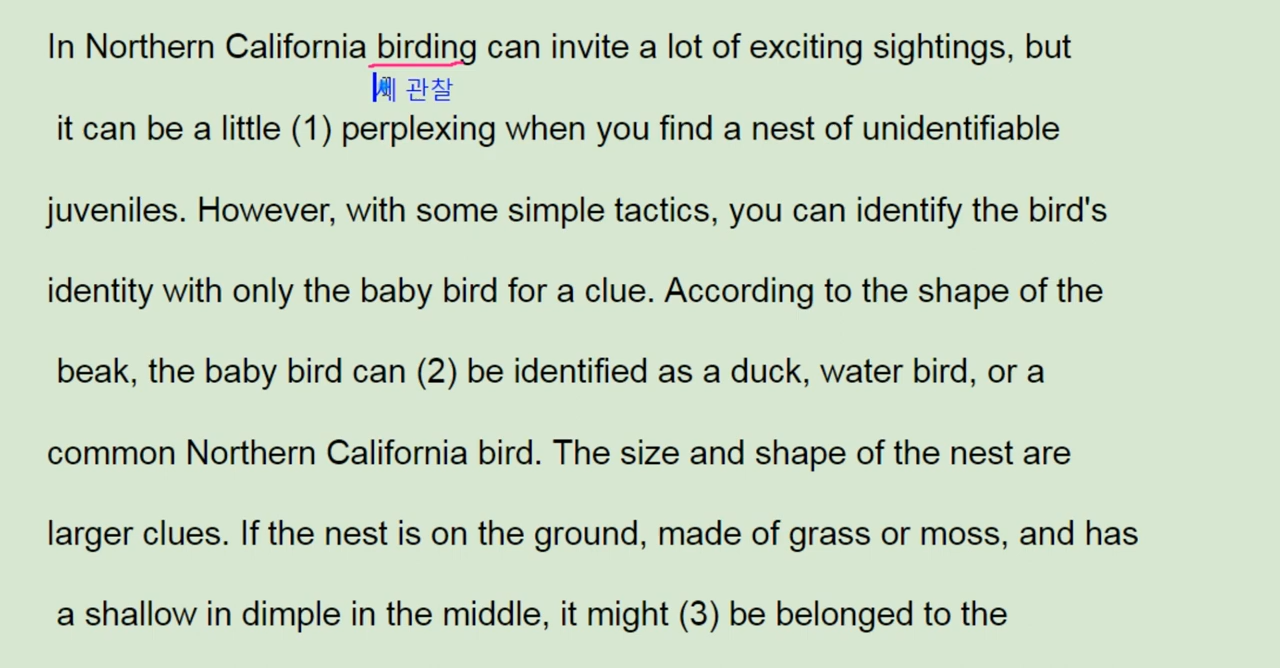 In Northern California birding can invite a lot of exciting sightings, but
관찰
it can be a little (1) perplexing when you find a nest of unidentifiable
juveniles. However, with some simple tactics, you can identify the bird's
identity with only the baby bird for a clue. According to the shape of the
beak, the baby bird can (2) be identified as a duck, water bird, or a
common Northern California bird. The size and shape of the nest are
larger clues. If the nest is on the ground, made of grass or moss, and has
a shallow in dimple in the middle, it might (3) be belonged to the